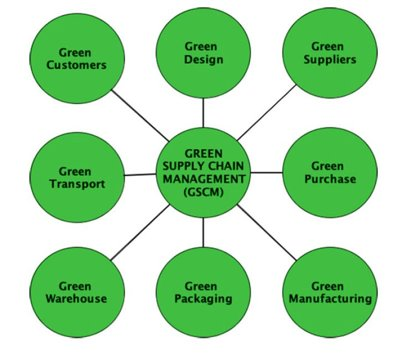 Green
Customers
Green
Design
Green
Suppliers
Green
Transport
GREEN
SUPPLY CHAIN
MANAGEMENT
(GSCM)
Green
Purchase
Green
Warehouse
Green
Packaging
Green
Manufacturing